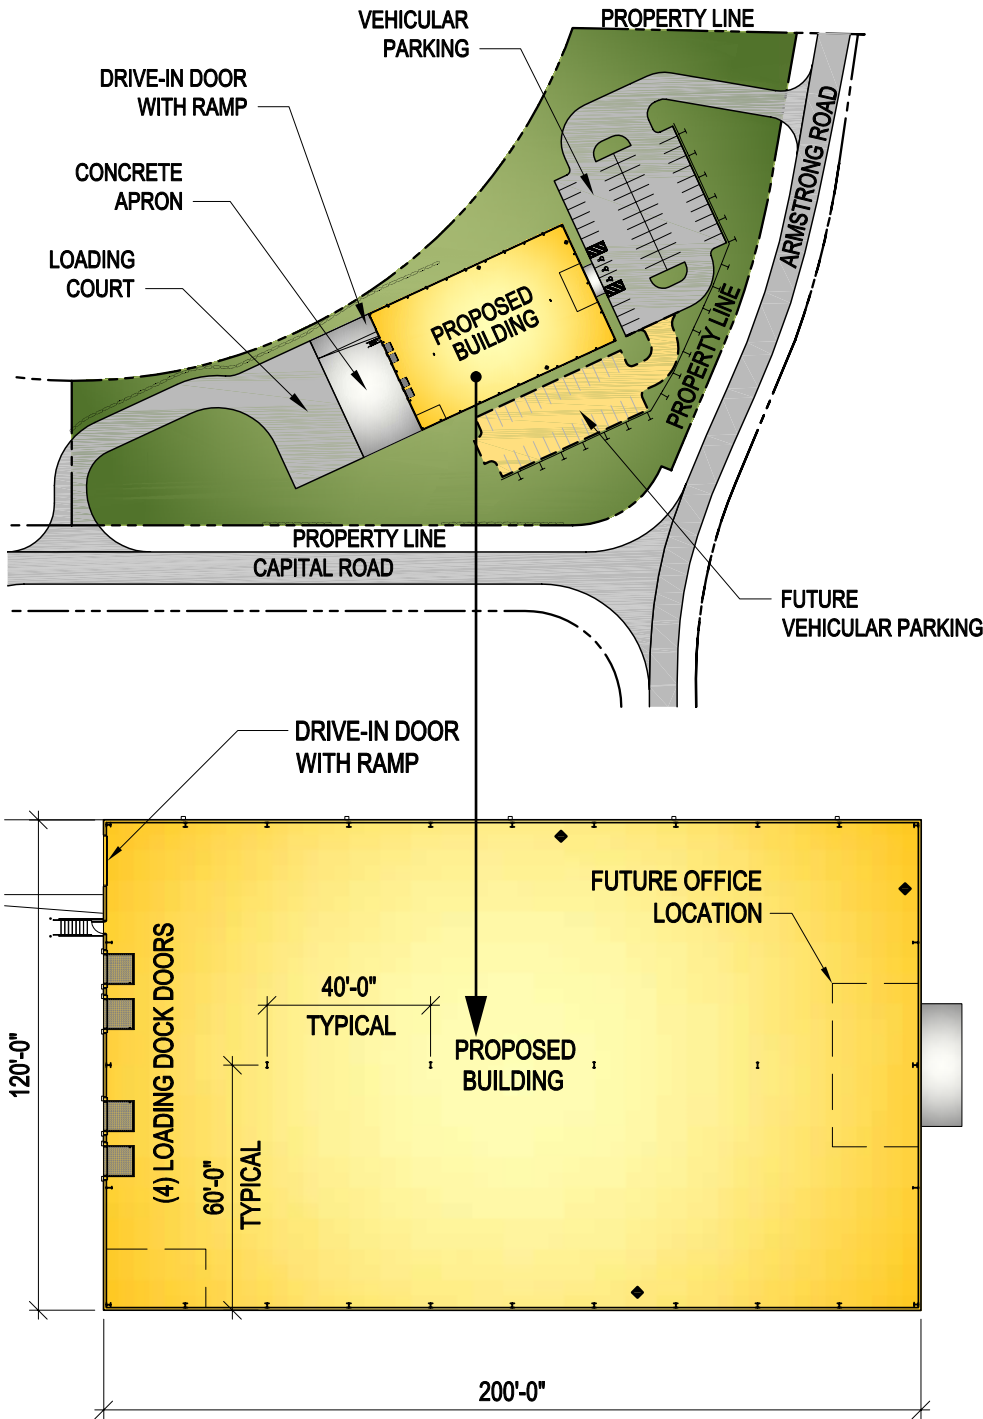 PROPERTY LINE
VEHICULAR
PARKING
DRIVE-IN DOOR
WITH RAMP
CONCRETE
APRON
LOADING
COURT
ARMSTRONG ROAD
PROPOSED
BUILDING
PROPERTY LINE
PROPERTY LINE
CAPITAL ROAD
FUTURE
VEHICULAR PARKING
DRIVE-IN DOOR
WITH RAMP
FUTURE OFFICE
LOCATION
(4) LOADING DOCK DOORS
40'-0"
TYPICAL
PROPOSED
BUILDING
120'-0"
60'-0"
TYPICAL
200'-0"